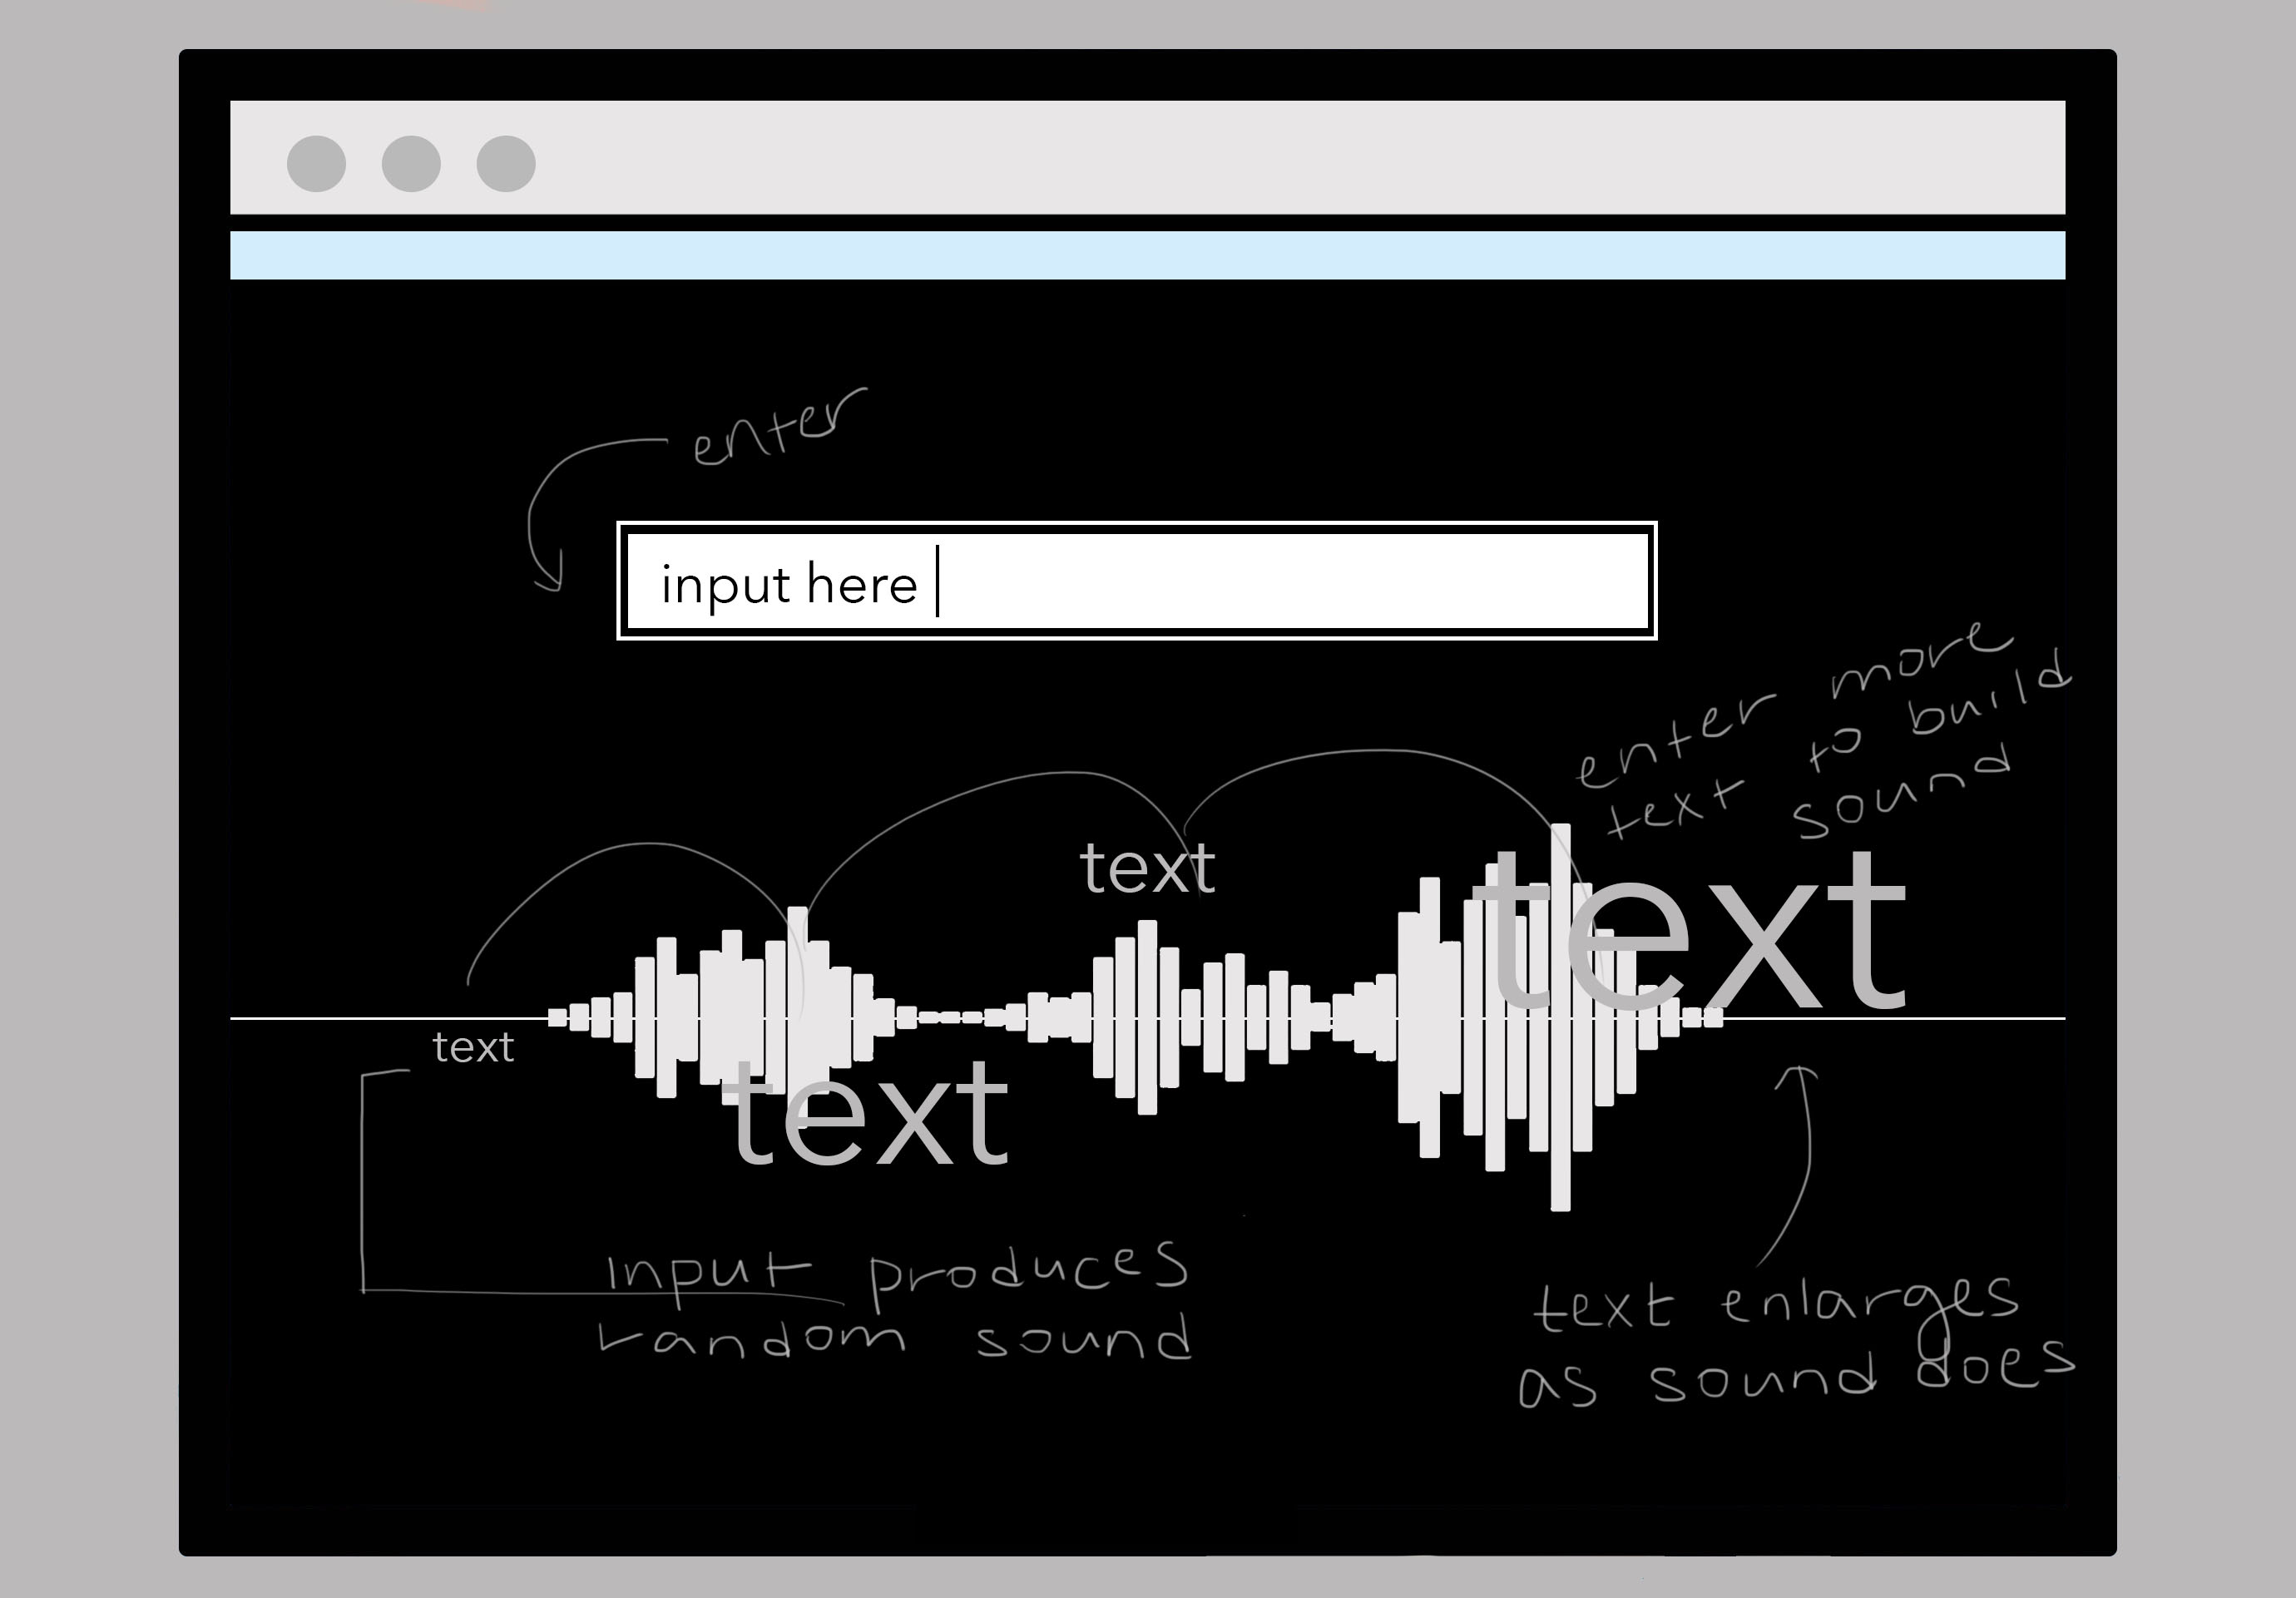 enter
input here
enter more
text to build
sound
text
text
text
text
input produces
random sound
text enlarges
as sound does